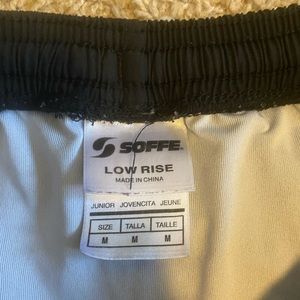 SOFFE
LOW RISE
MADE IN CHINA
JUNIOR JOVENCITA JEUNE
SIZE TALLA TAILLE
M M M